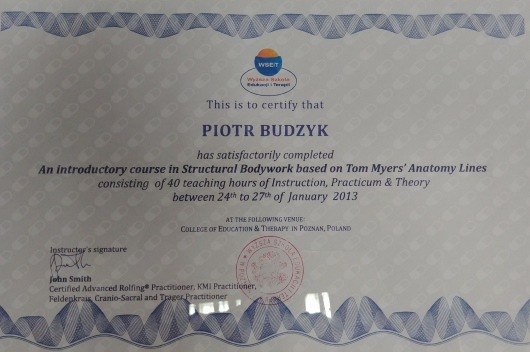 WSEiT
Wyższa Szkoła
Edukacji i Terapii
This is to certify that
PIOTR BUDZYK
has satisfactorily completed
An introductory course in Structural Bodywork based on Tom Myers' Anatomy Lines
consisting of 40 teaching hours of Instruction, Practicum & Theory
between 24th to 27th of January 2013
AT THE FOLLOWING VENUE:
COLLEGE OF EDUCATION & THERAPY IN POZNAN, POLAND
Instructor's signature
John Smith
Certified Advanced Rolfing® Practitioner, KMI Practitioner,
Feldenkrais, Cranio-Sacral and Trager Practitioner